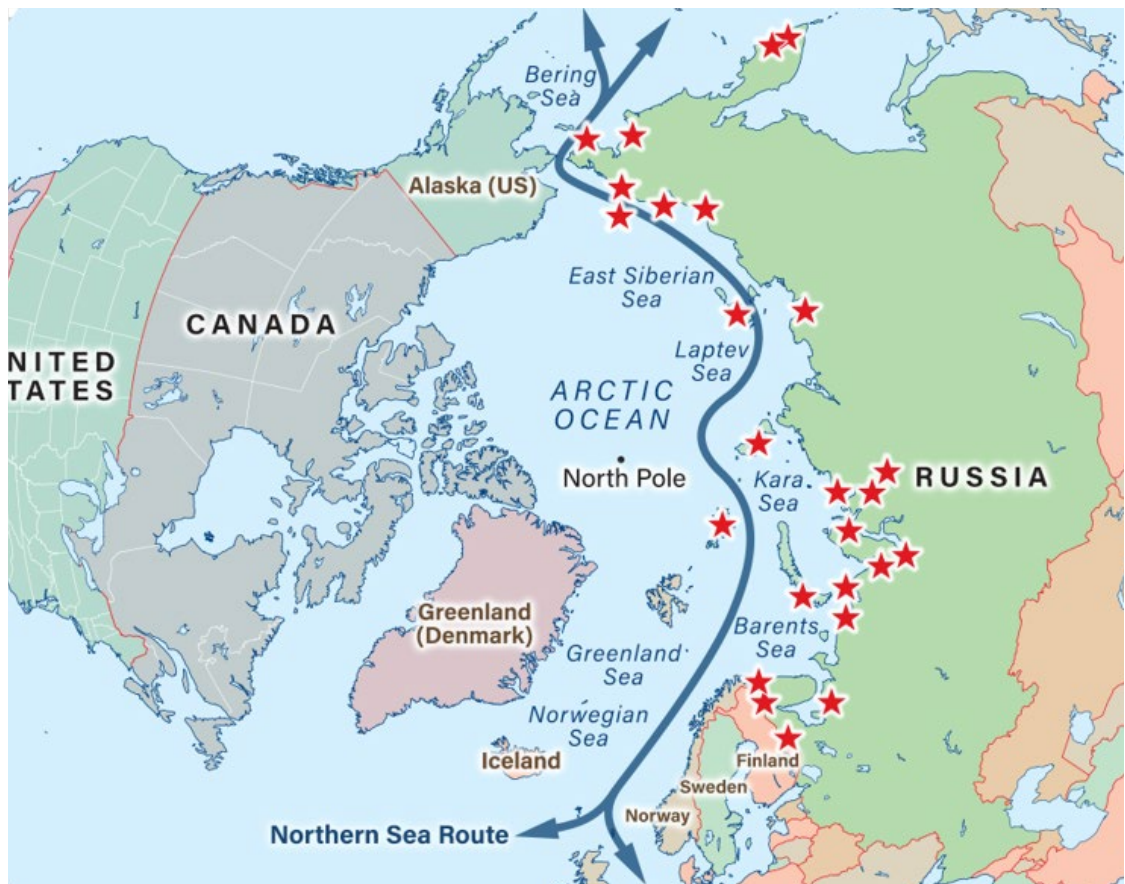 Bering
Sea
Alaska (US)
East Siberian
Sea
CANADA
NITED
TATES
Laptev
Sea
ARCTIC
OCEAN
North Pole
Kara
Sea
RUSSIA
Greenland
(Denmark)
Barents
Sea
Greenland
Sea
Norwegian
Sea
Iceland
Finland
Sweden
Norway
Northern Sea Route